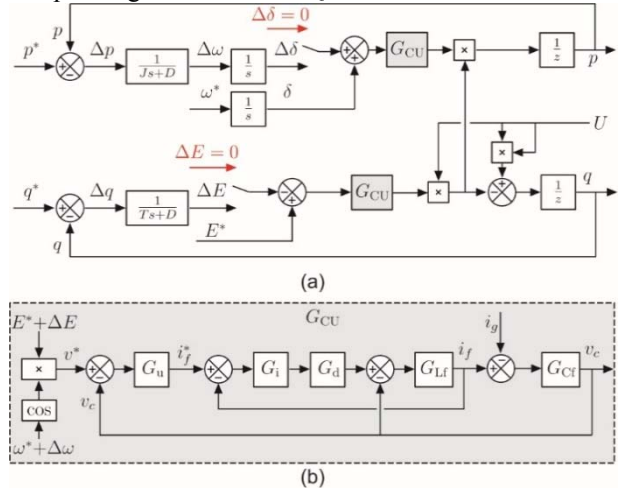 p
Δδ = 0
p*
Δp
1
Js+D
Δω
1
s
Δδ
G_CU
×
1
z
p
ω*
1
s
δ
U
×
ΔE = 0
×
q*
Δq
1
Ts+D
ΔE
G_CU
1
z
q
q
E*
(a)
E*+ΔE
G_CU
i_g
×
v*
G_u
i_f*
G_i
G_d
G_Lf
i_f
G_Cf
v_c
cos
v_c
ω*+Δω
(b)